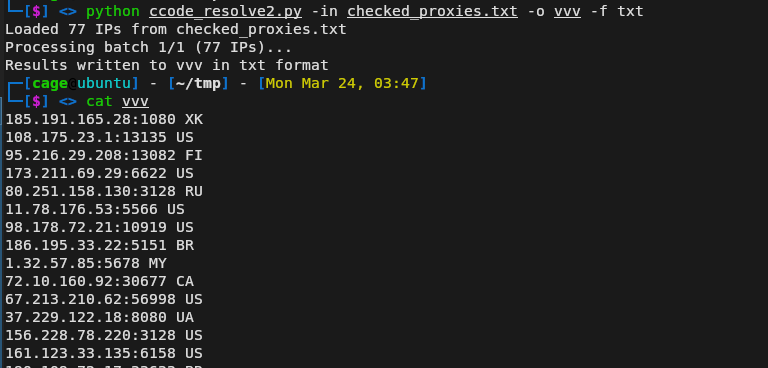 └─[$] <> python ccode_resolve2.py -in checked_proxies.txt -o vvv -f txt
Loaded 77 IPs from checked_proxies.txt
Processing batch 1/1 (77 IPs)...
Results written to vvv in txt format
┌─[cage@ubuntu] - [~/tmp] - [Mon Mar 24, 03:47]
└─[$] <> cat vvv
185.191.165.28:1080 XK
108.175.23.1:13135 US
95.216.29.208:13082 FI
173.211.69.29:6622 US
80.251.158.130:3128 RU
11.78.176.53:5566 US
98.178.72.21:10919 US
186.195.33.22:5151 BR
1.32.57.85:5678 MY
72.10.160.92:30677 CA
67.213.210.62:56998 US
37.229.122.18:8080 UA
156.228.78.220:3128 US
161.123.33.135:6158 US